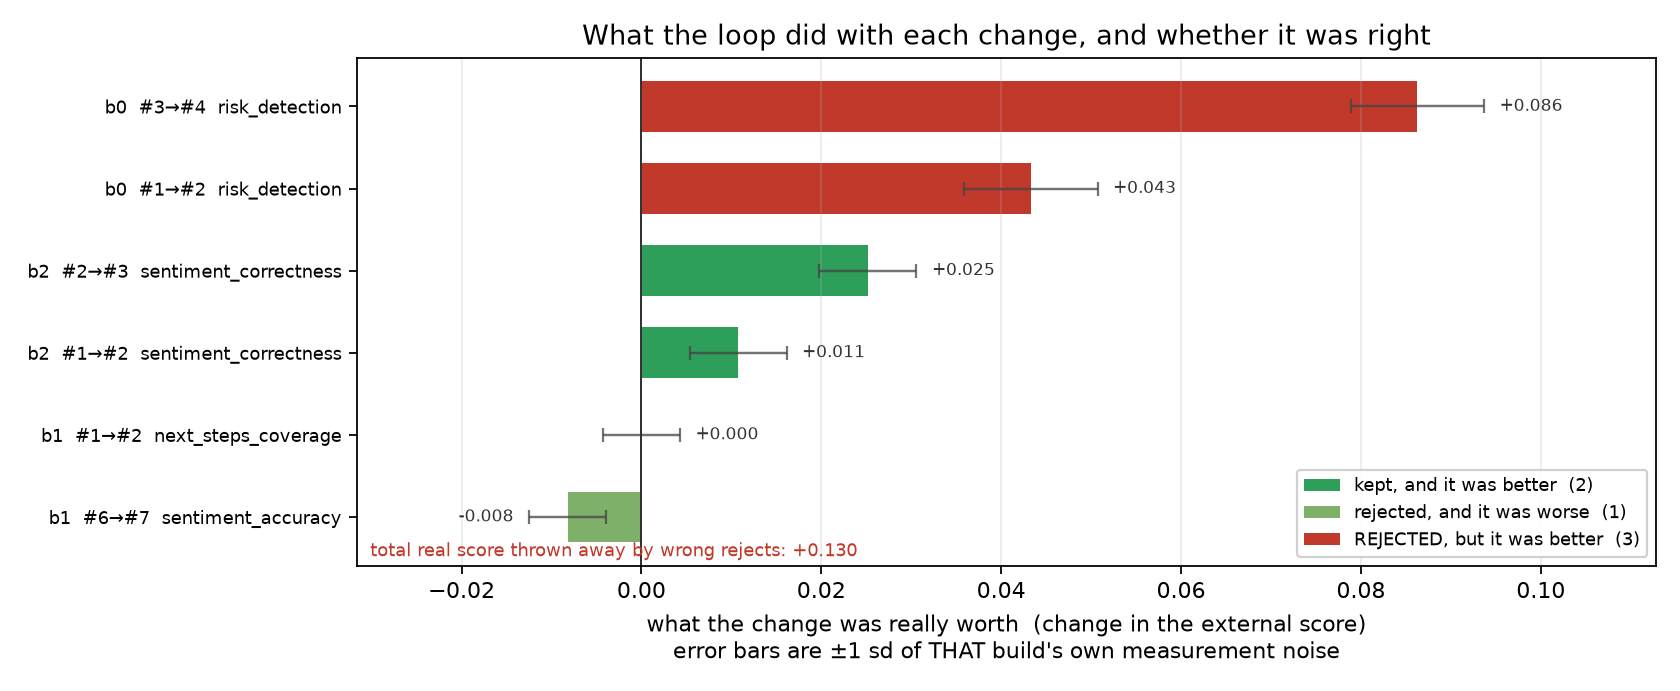 What the loop did with each change, and whether it was right
b0  #3→#4  risk_detection
+0.086
b0  #1→#2  risk_detection
+0.043
b2  #2→#3  sentiment_correctness
+0.025
b2  #1→#2  sentiment_correctness
+0.011
b1  #1→#2  next_steps_coverage
+0.000
b1  #6→#7  sentiment_accuracy
-0.008
total real score thrown away by wrong rejects: +0.130
kept, and it was better  (2)
rejected, and it was worse  (1)
REJECTED, but it was better  (3)
−0.02 0.00 0.02 0.04 0.06 0.08 0.10
what the change was really worth  (change in the external score)
error bars are ±1 sd of THAT build's own measurement noise